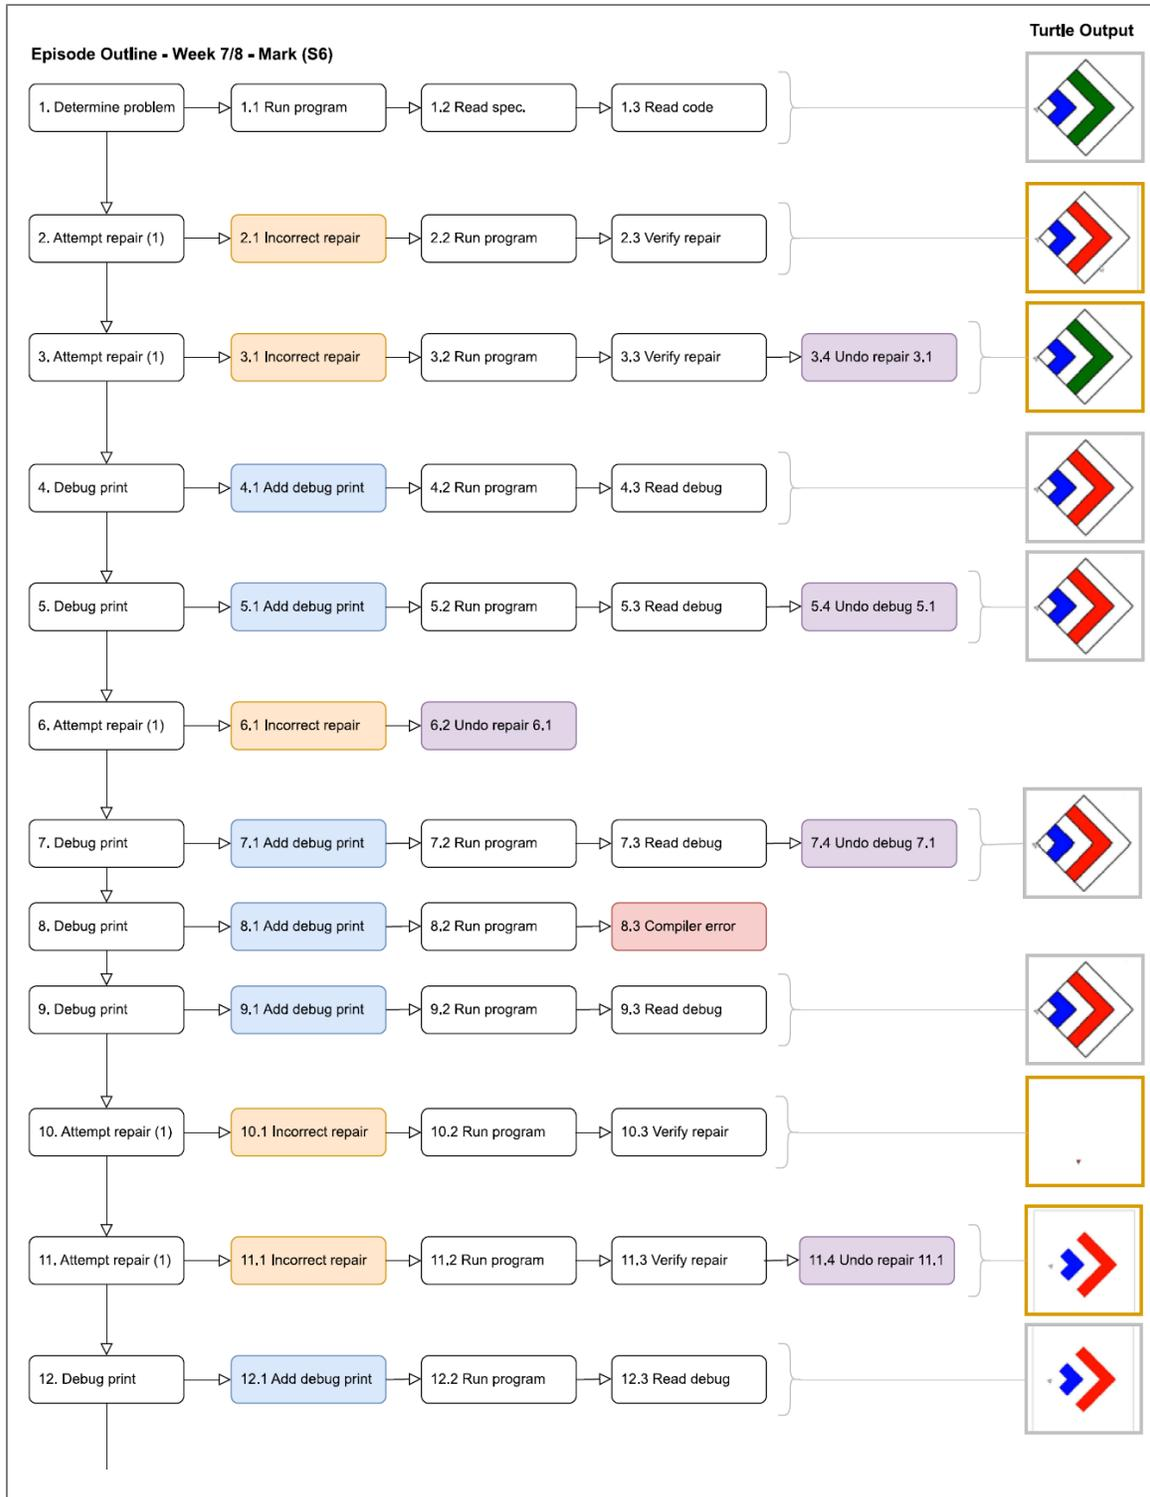 Turtle Output
Episode Outline - Week 7/8 - Mark (S6)
1. Determine problem
1.1 Run program
1.2 Read spec.
1.3 Read code
2. Attempt repair (1)
2.1 Incorrect repair
2.2 Run program
2.3 Verify repair
3. Attempt repair (1)
3.1 Incorrect repair
3.2 Run program
3.3 Verify repair
3.4 Undo repair 3.1
4. Debug print
4.1 Add debug print
4.2 Run program
4.3 Read debug
5. Debug print
5.1 Add debug print
5.2 Run program
5.3 Read debug
5.4 Undo debug 5.1
6. Attempt repair (1)
6.1 Incorrect repair
6.2 Undo repair 6.1
7. Debug print
7.1 Add debug print
7.2 Run program
7.3 Read debug
7.4 Undo debug 7.1
8. Debug print
8.1 Add debug print
8.2 Run program
8.3 Compiler error
9. Debug print
9.1 Add debug print
9.2 Run program
9.3 Read debug
10. Attempt repair (1)
10.1 Incorrect repair
10.2 Run program
10.3 Verify repair
11. Attempt repair (1)
11.1 Incorrect repair
11.2 Run program
11.3 Verify repair
11.4 Undo repair 11.1
12. Debug print
12.1 Add debug print
12.2 Run program
12.3 Read debug